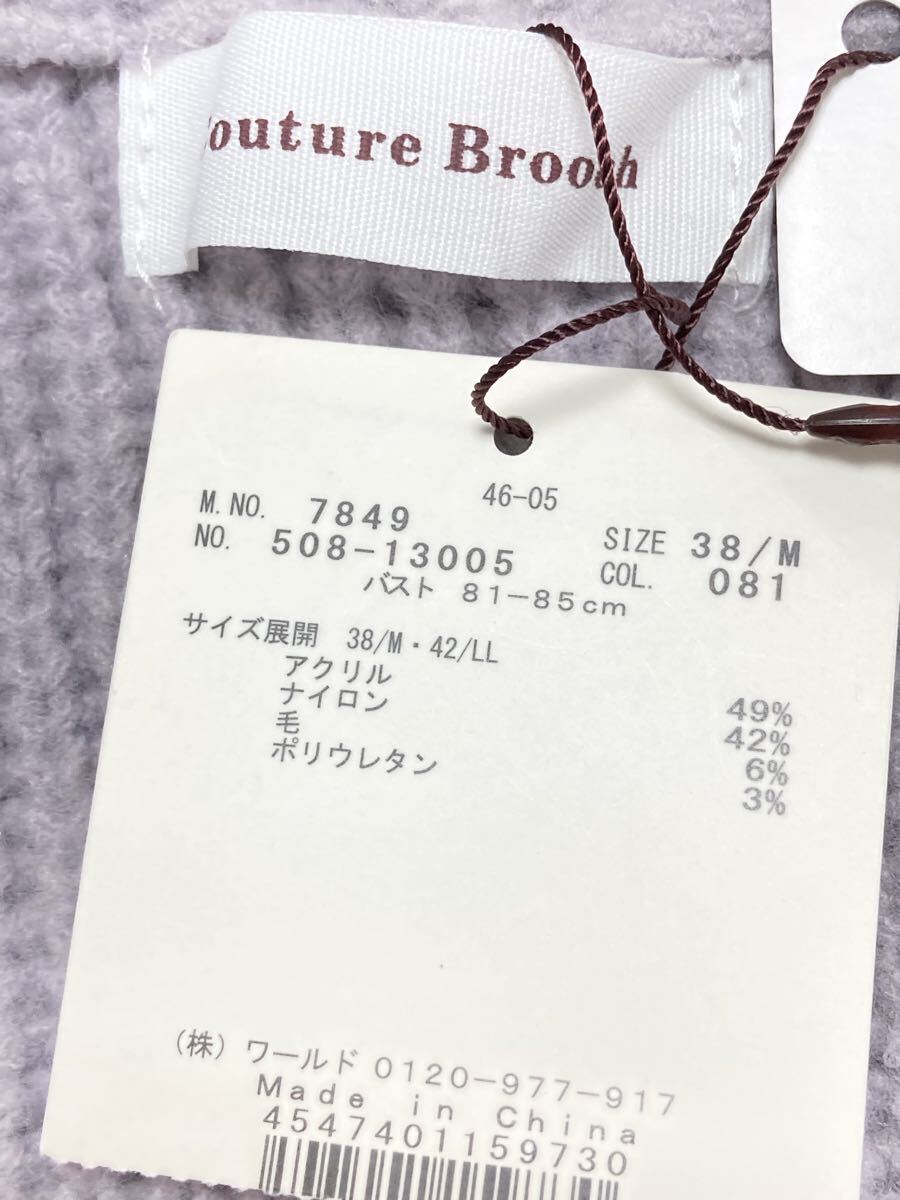 Couture Brooch
46-05
M. NO. 7849
SIZE 38/M
NO. 508-13005
COL. 081
バスト 81-85cm
サイズ展開 38/M・42/LL
アクリル 49%
ナイロン 42%
毛 6%
ポリウレタン 3%
(株) ワールド 0120-977-917
Made in China
4547401159730